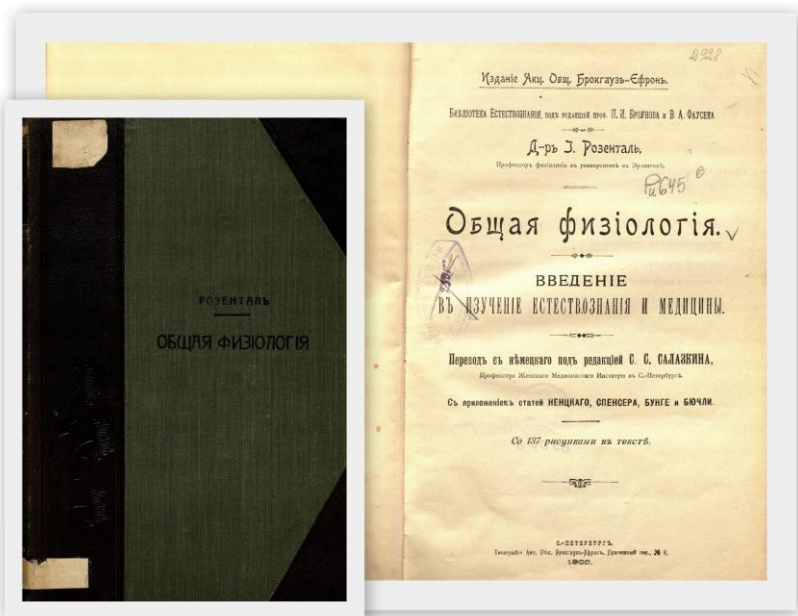 РОЗЕНТАЛЬ
ОБЩАЯ ФИЗІОЛОГІЯ
2928
Изданіе Акц. Общ. Брокгаузъ-Ефронъ.
Библіотека Естествознанія, подъ редакціей проф. П. И. Броунова и В. А. Фаусека
Д-ръ I. Розенталь,
Профессоръ физіологіи въ университетѣ въ Эрлангенѣ.
645
Общая физіологія.
ВВЕДЕНІЕ
ВЪ ИЗУЧЕНІЕ ЕСТЕСТВОЗНАНІЯ И МЕДИЦИНЫ.
Переводъ съ нѣмецкаго подъ редакціей С. С. САЛАЗКИНА,
Профессора Женскаго Медицинскаго Института въ С.-Петербургѣ.
Съ приложеніемъ статей НЕНЦКАГО, СПЕНСЕРА, БУНГЕ и БЮЧЛИ.
Со 137 рисунками въ текстѣ.
С.-ПЕТЕРБУРГЪ.
Типографія Акц. Общ. Брокгаузъ-Ефронъ, Прачешный пер., № 6.